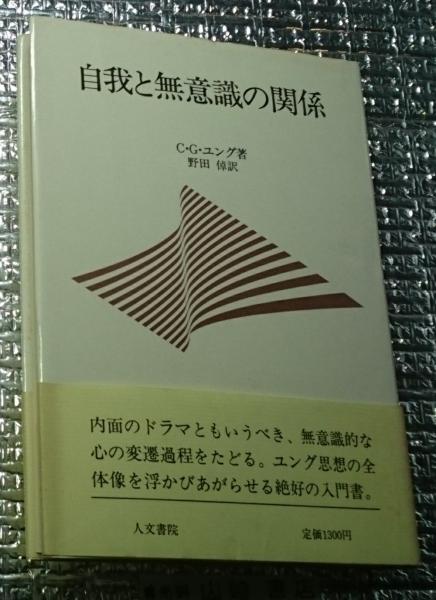 自我と無意識の関係
C・G・ユング著
野田 倬訳
内面のドラマともいうべき、無意識的な
心の変遷過程をたどる。ユング思想の全
体像を浮かびあがらせる絶好の入門書。
人文書院
定価1300円